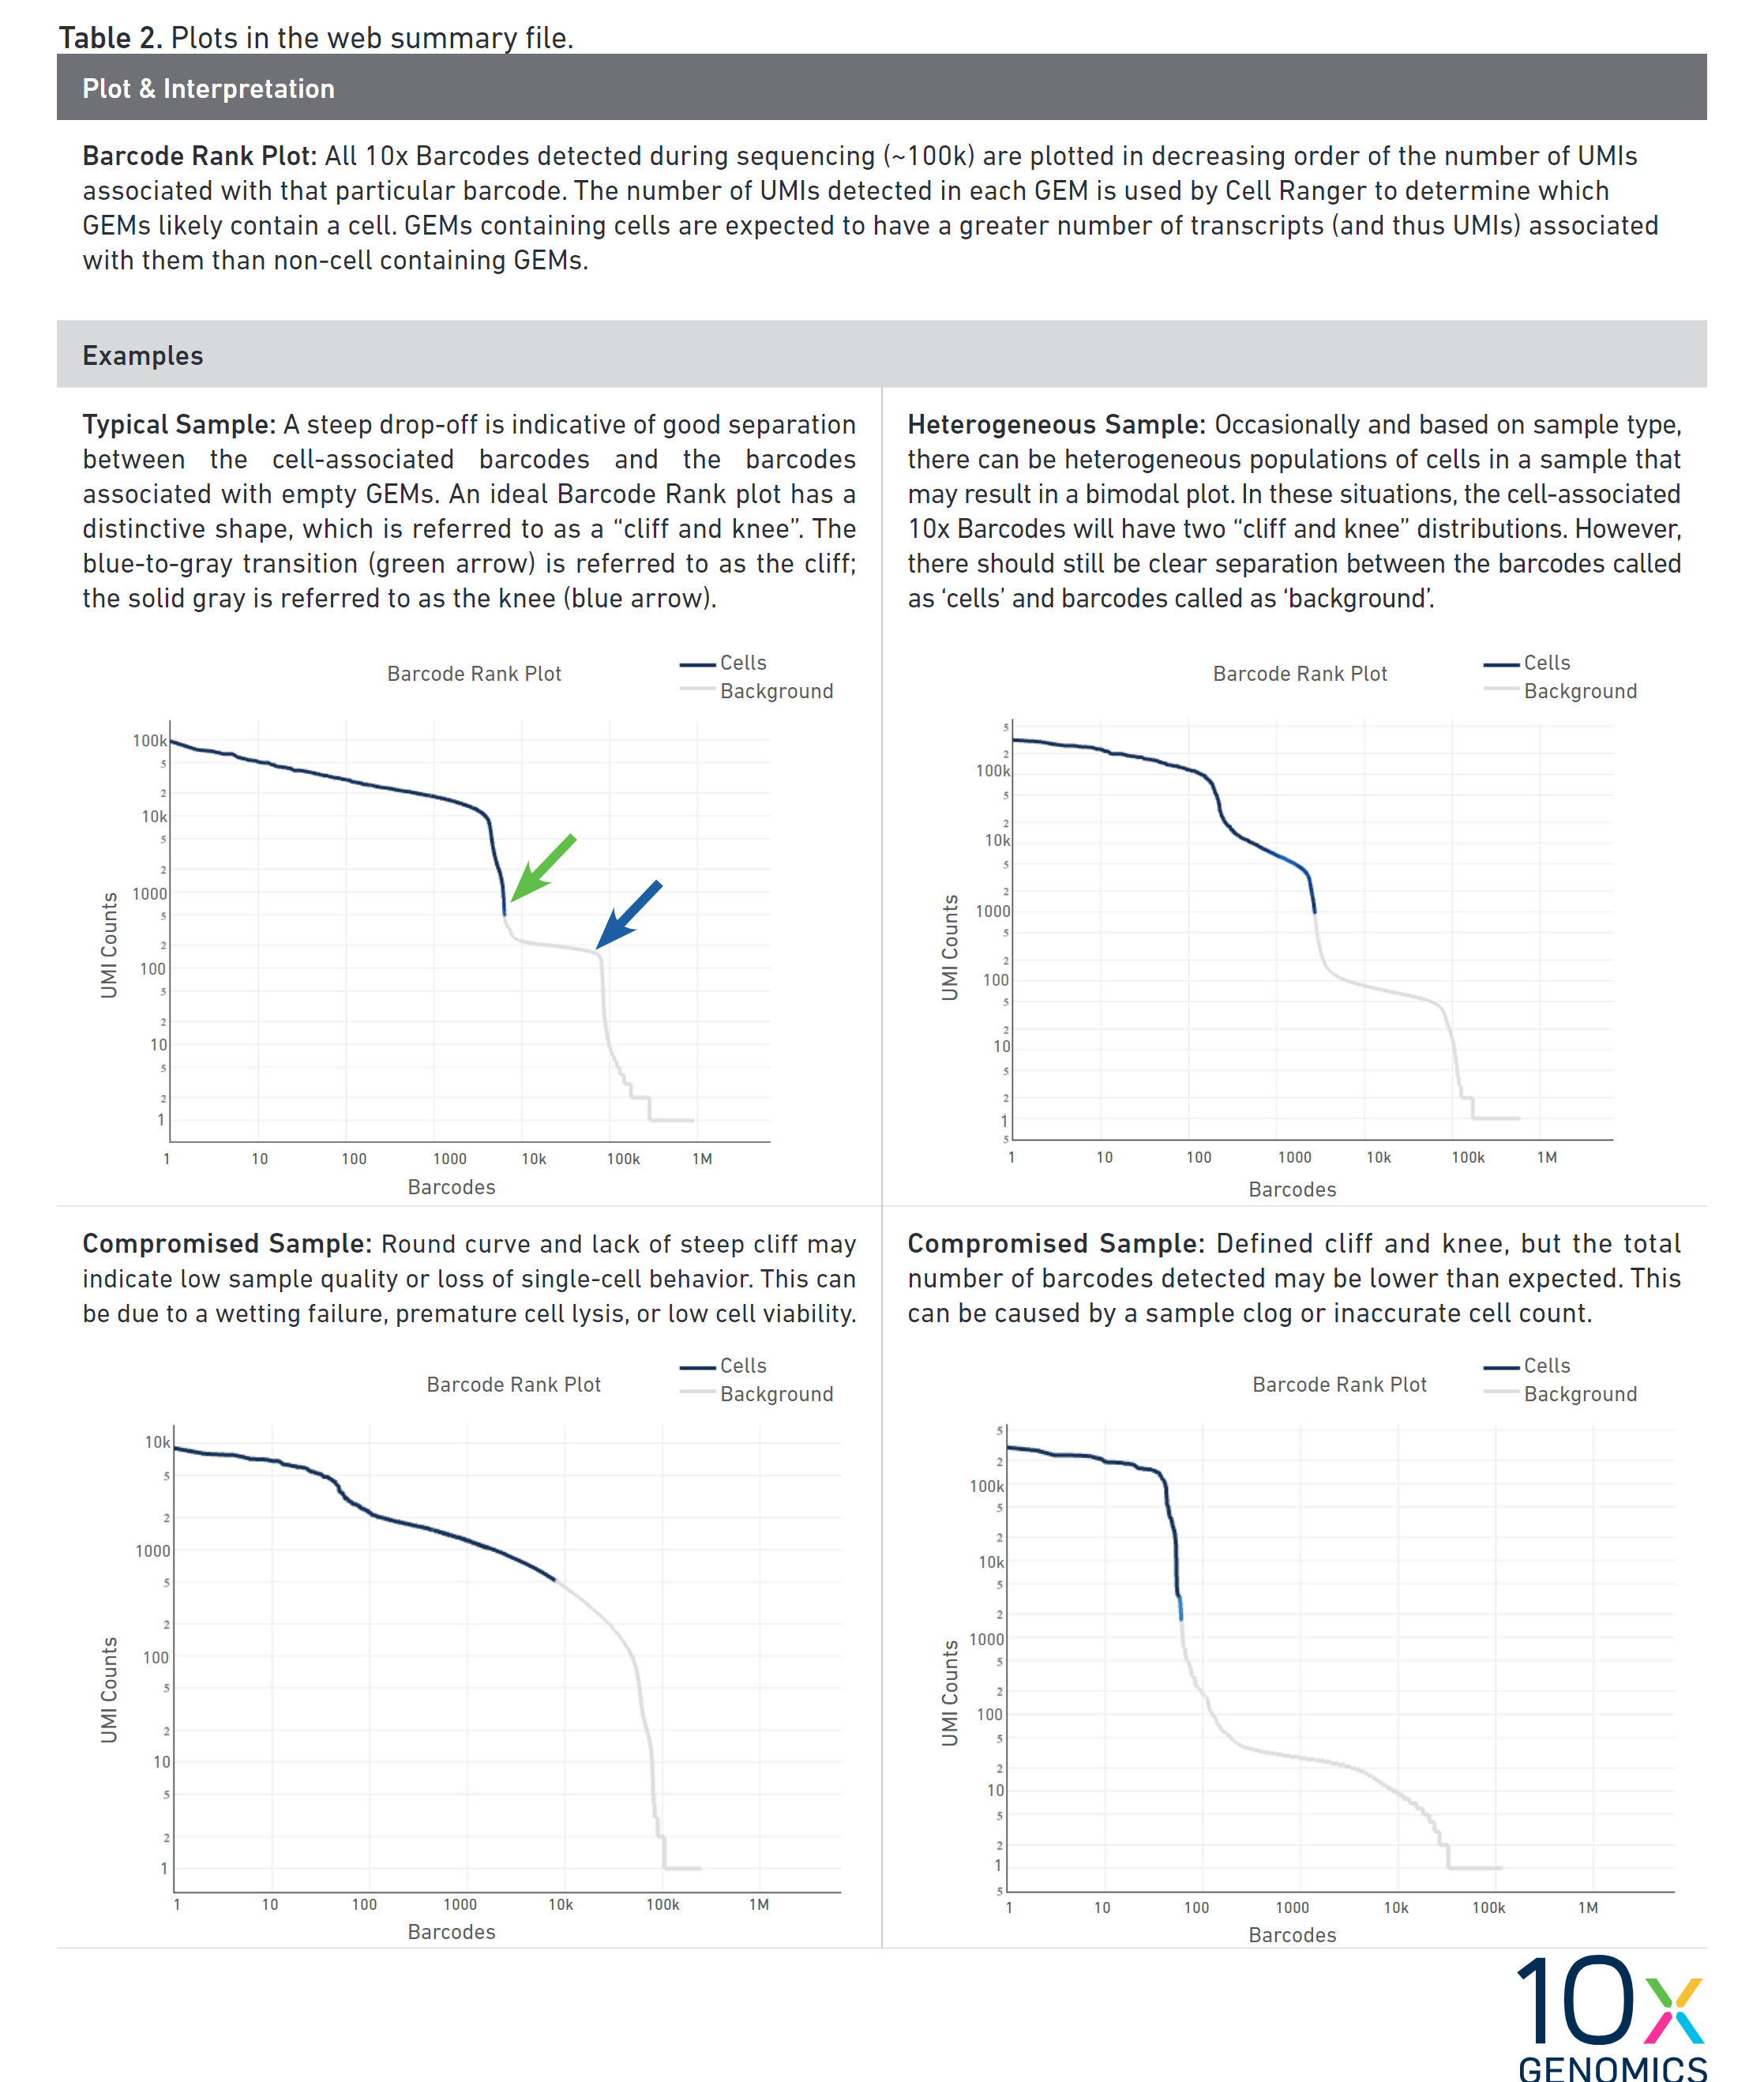 Table 2. Plots in the web summary file.
Plot & Interpretation
Barcode Rank Plot: All 10x Barcodes detected during sequencing (~100k) are plotted in decreasing order of the number of UMIs
associated with that particular barcode. The number of UMIs detected in each GEM is used by Cell Ranger to determine which
GEMs likely contain a cell. GEMs containing cells are expected to have a greater number of transcripts (and thus UMIs) associated
with them than non-cell containing GEMs.
Examples
Typical Sample: A steep drop-off is indicative of good separation
between the cell-associated barcodes and the barcodes
associated with empty GEMs. An ideal Barcode Rank plot has a
distinctive shape, which is referred to as a “cliff and knee”. The
blue-to-gray transition (green arrow) is referred to as the cliff;
the solid gray is referred to as the knee (blue arrow).
Barcode Rank Plot
Cells
Background
UMI Counts
100k
5
2
10k
5
2
1000
5
2
100
5
2
10
5
2
1
1 10 100 1000 10k 100k 1M
Barcodes
Heterogeneous Sample: Occasionally and based on sample type,
there can be heterogeneous populations of cells in a sample that
may result in a bimodal plot. In these situations, the cell-associated
10x Barcodes will have two “cliff and knee” distributions. However,
there should still be clear separation between the barcodes called
as ‘cells’ and barcodes called as ‘background’.
Barcode Rank Plot
Cells
Background
UMI Counts
5
2
100k
5
2
10k
5
2
1000
5
2
100
5
2
10
5
2
1
5
1 10 100 1000 10k 100k 1M
Barcodes
Compromised Sample: Round curve and lack of steep cliff may
indicate low sample quality or loss of single-cell behavior. This can
be due to a wetting failure, premature cell lysis, or low cell viability.
Barcode Rank Plot
Cells
Background
UMI Counts
10k
5
2
1000
5
2
100
5
2
10
5
2
1
1 10 100 1000 10k 100k 1M
Barcodes
Compromised Sample: Defined cliff and knee, but the total
number of barcodes detected may be lower than expected. This
can be caused by a sample clog or inaccurate cell count.
Barcode Rank Plot
Cells
Background
UMI Counts
5
2
100k
5
2
10k
5
2
1000
5
2
100
5
2
10
5
2
1
5
1 10 100 1000 10k 100k 1M
Barcodes
10x
GENOMICS